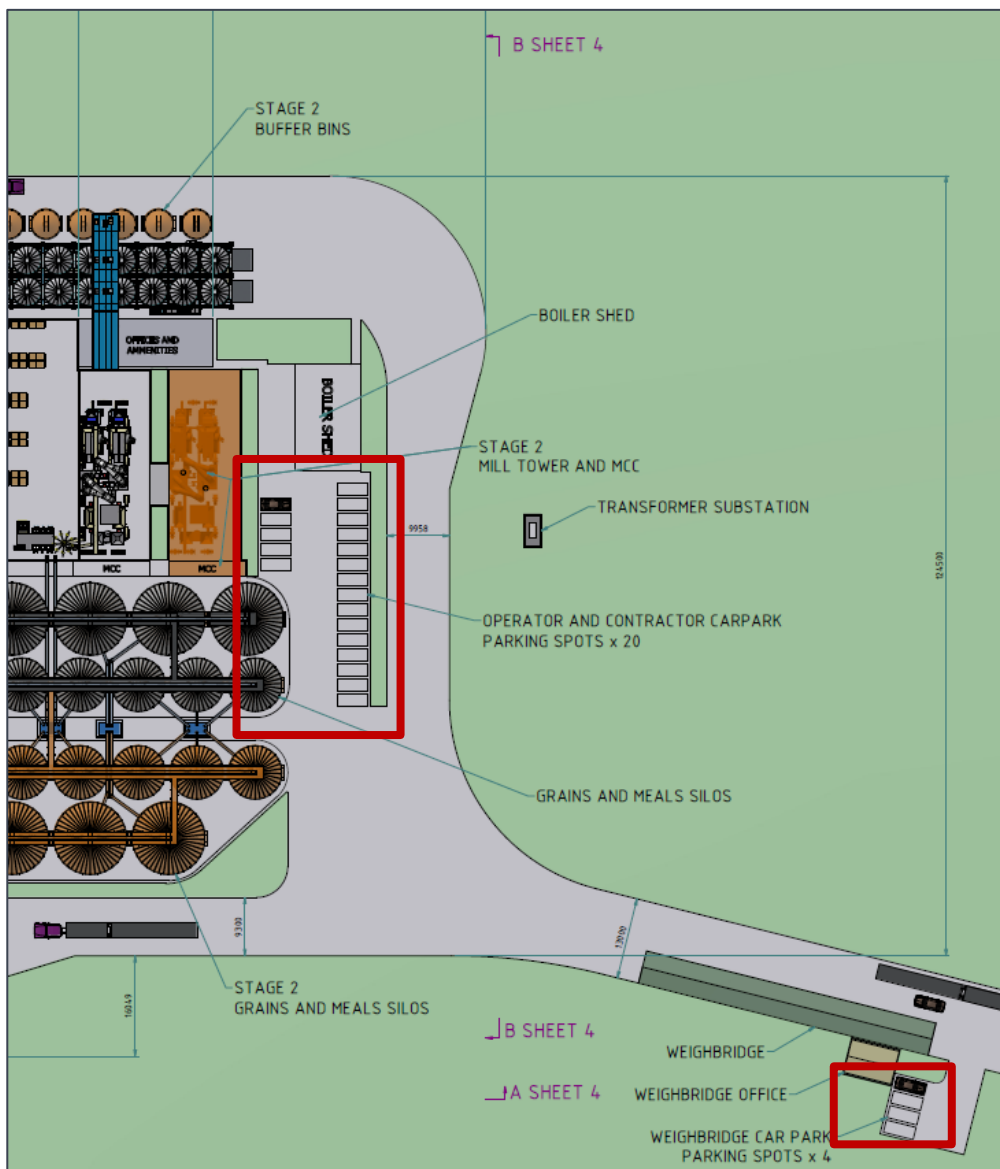 B SHEET 4
STAGE 2
BUFFER BINS
OFFICES AND
AMMENITIES
BOILER SHED
BOILER SHED
STAGE 2
MILL TOWER AND MCC
TRANSFORMER SUBSTATION
9958
124500
MCC
MCC
OPERATOR AND CONTRACTOR CARPARK
PARKING SPOTS x 20
GRAINS AND MEALS SILOS
9300
13000
STAGE 2
GRAINS AND MEALS SILOS
16049
B SHEET 4
WEIGHBRIDGE
A SHEET 4
WEIGHBRIDGE OFFICE
WEIGHBRIDGE CAR PARK
PARKING SPOTS x 4